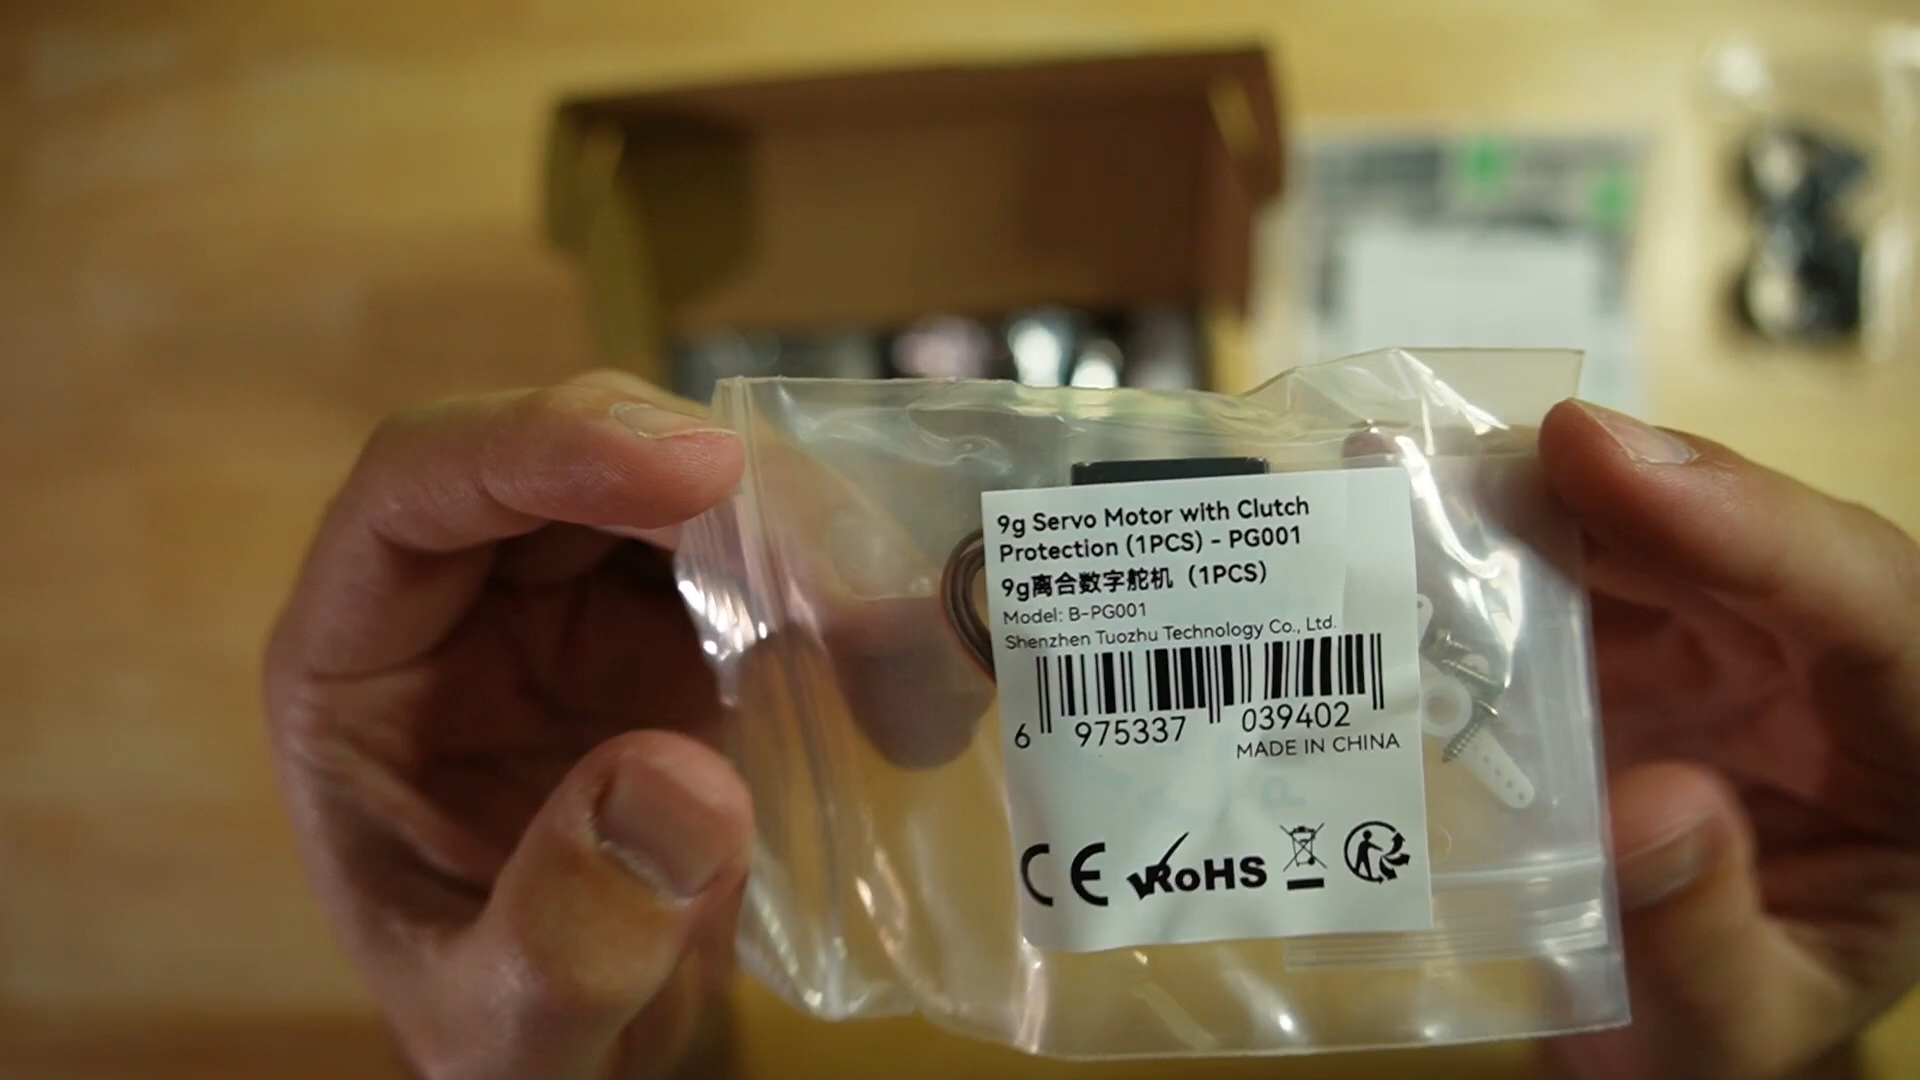 9g Servo Motor with Clutch
Protection (1PCS) - PG001
9g离合数字舵机（1PCS）
Model: B-PG001
Shenzhen Tuozhu Technology Co., Ltd.
6 975337 039402
MADE IN CHINA
CE RoHS